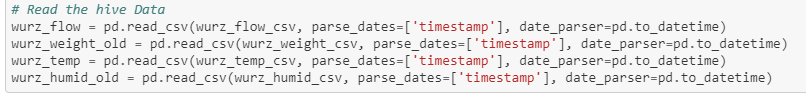 # Read the hive Data
wurz_flow = pd.read_csv(wurz_flow_csv, parse_dates=['timestamp'], date_parser=pd.to_datetime)
wurz_weight_old = pd.read_csv(wurz_weight_csv, parse_dates=['timestamp'], date_parser=pd.to_datetime)
wurz_temp = pd.read_csv(wurz_temp_csv, parse_dates=['timestamp'], date_parser=pd.to_datetime)
wurz_humid_old = pd.read_csv(wurz_humid_csv, parse_dates=['timestamp'], date_parser=pd.to_datetime)